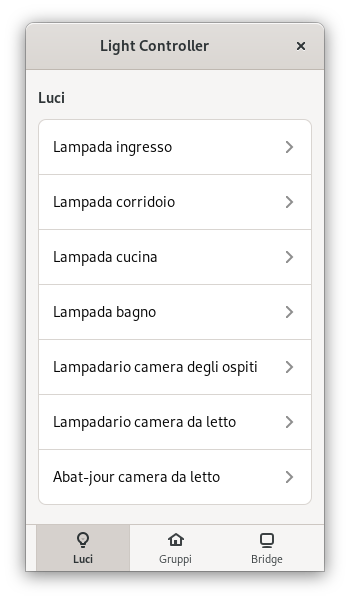 Light Controller
Luci
Lampada ingresso
Lampada corridoio
Lampada cucina
Lampada bagno
Lampadario camera degli ospiti
Lampadario camera da letto
Abat-jour camera da letto
Luci Gruppi Bridge